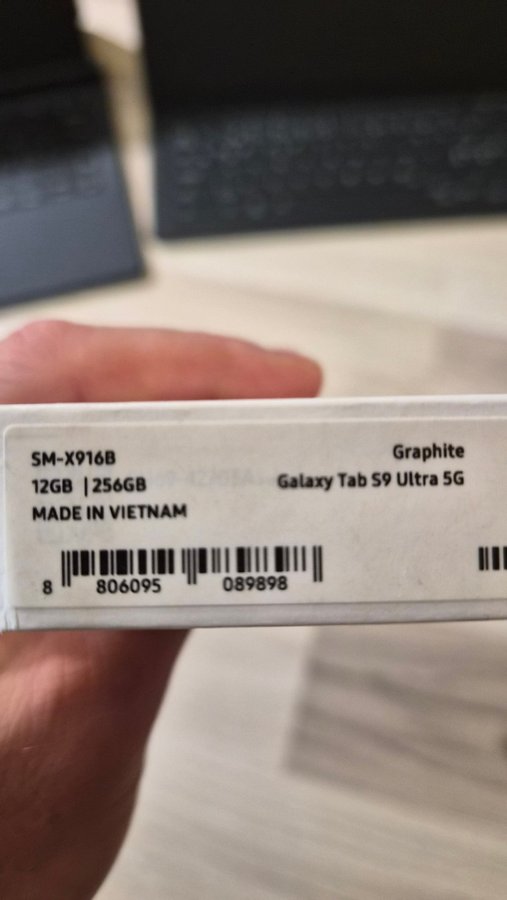 SM-X916B
12GB | 256GB
MADE IN VIETNAM
Graphite
Galaxy Tab S9 Ultra 5G
8 806095 089898